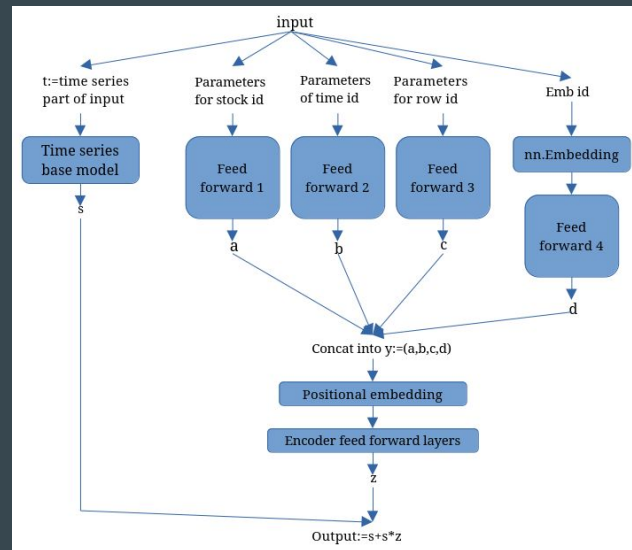 input
t:=time series
part of input
Parameters
for stock id
Parameters
of time id
Parameters
for row id
Emb id
Time series
base model
Feed
forward 1
Feed
forward 2
Feed
forward 3
nn.Embedding
Feed
forward 4
s
a
b
c
d
Concat into y:=(a,b,c,d)
Positional embedding
Encoder feed forward layers
z
Output:=s+s*z